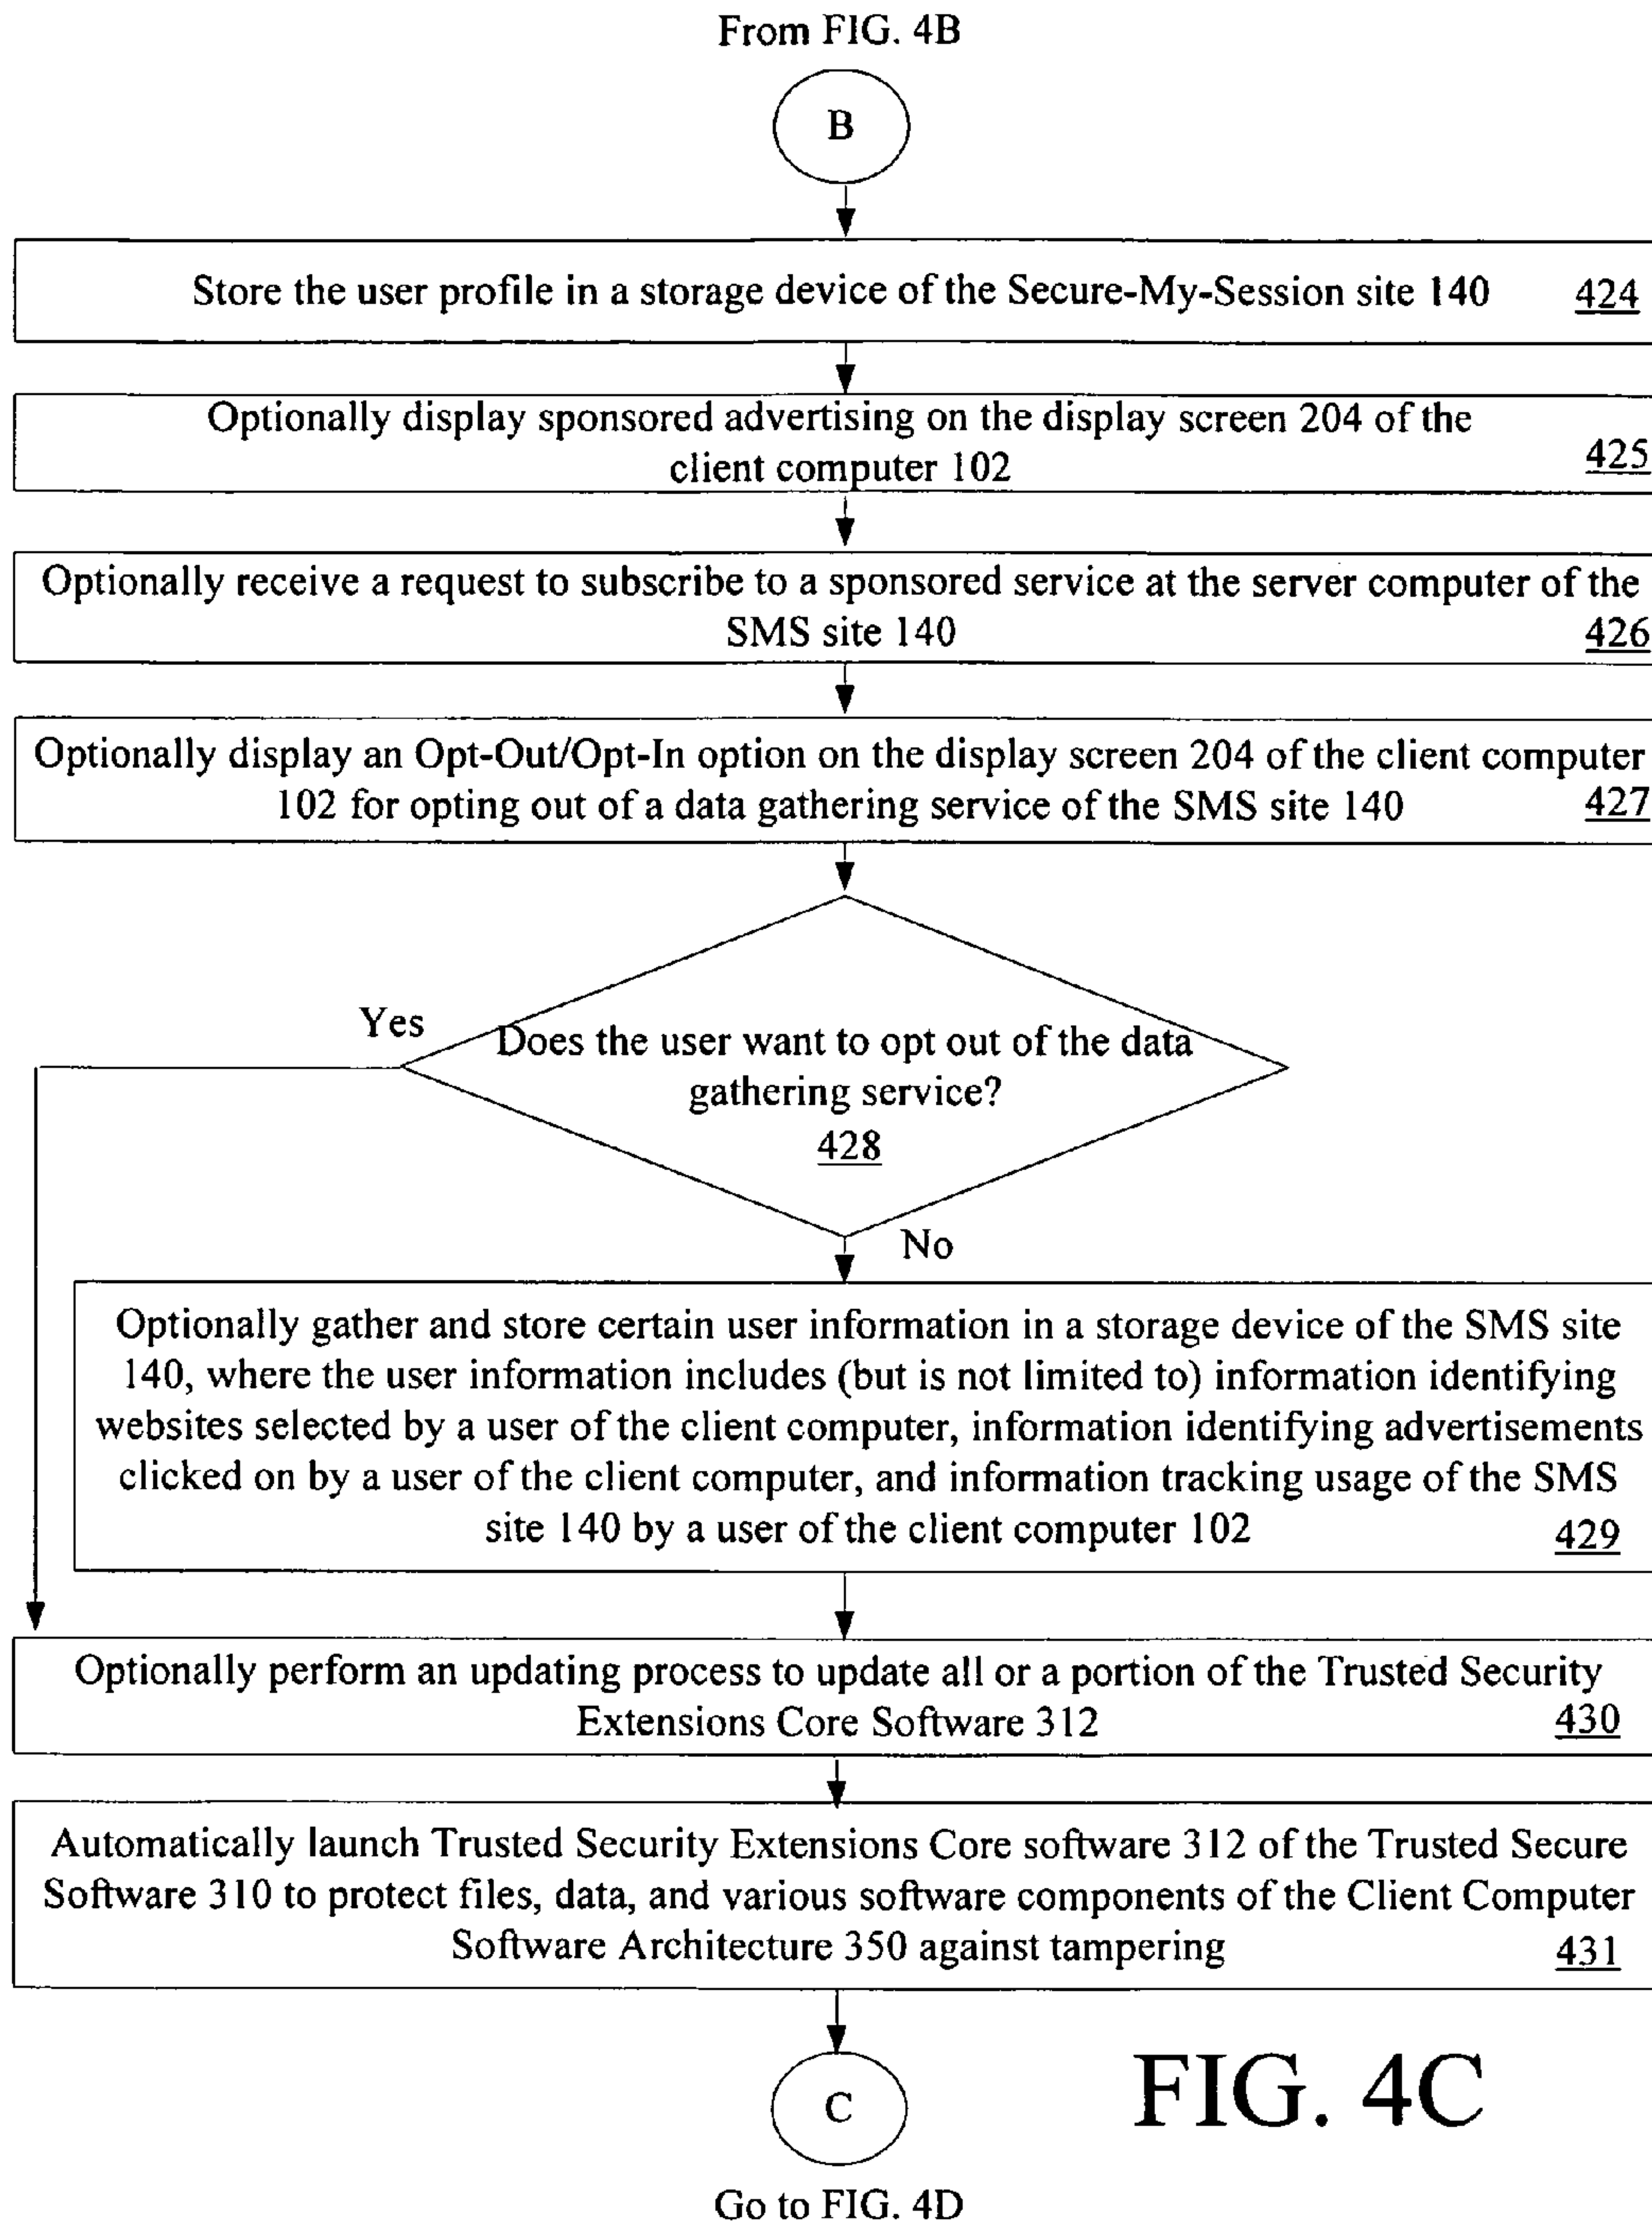 From FIG. 4B
B
Store the user profile in a storage device of the Secure-My-Session site 140 424
Optionally display sponsored advertising on the display screen 204 of the
client computer 102 425
Optionally receive a request to subscribe to a sponsored service at the server computer of the
SMS site 140 426
Optionally display an Opt-Out/Opt-In option on the display screen 204 of the client computer
102 for opting out of a data gathering service of the SMS site 140 427
Yes
Does the user want to opt out of the data
gathering service?
428
No
Optionally gather and store certain user information in a storage device of the SMS site
140, where the user information includes (but is not limited to) information identifying
websites selected by a user of the client computer, information identifying advertisements
clicked on by a user of the client computer, and information tracking usage of the SMS
site 140 by a user of the client computer 102 429
Optionally perform an updating process to update all or a portion of the Trusted Security
Extensions Core Software 312 430
Automatically launch Trusted Security Extensions Core software 312 of the Trusted Secure
Software 310 to protect files, data, and various software components of the Client Computer
Software Architecture 350 against tampering 431
C
FIG. 4C
Go to FIG. 4D